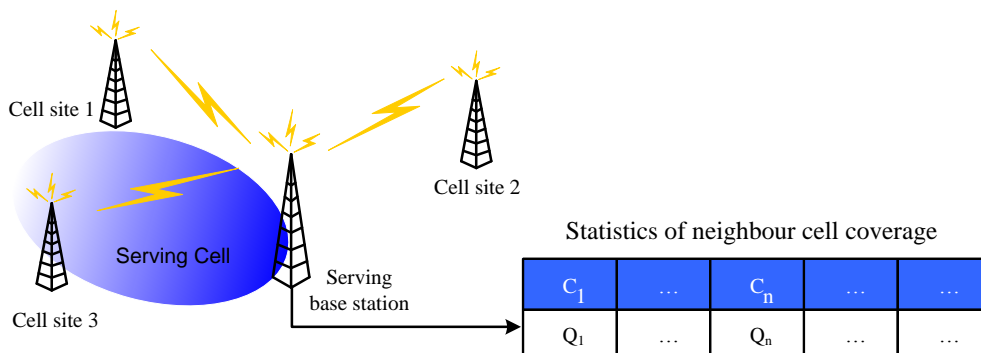 Cell site 1
Cell site 2
Serving Cell
Cell site 3
Serving
base station
Statistics of neighbour cell coverage
C1 … Cn … …
Q1 … Qn … …